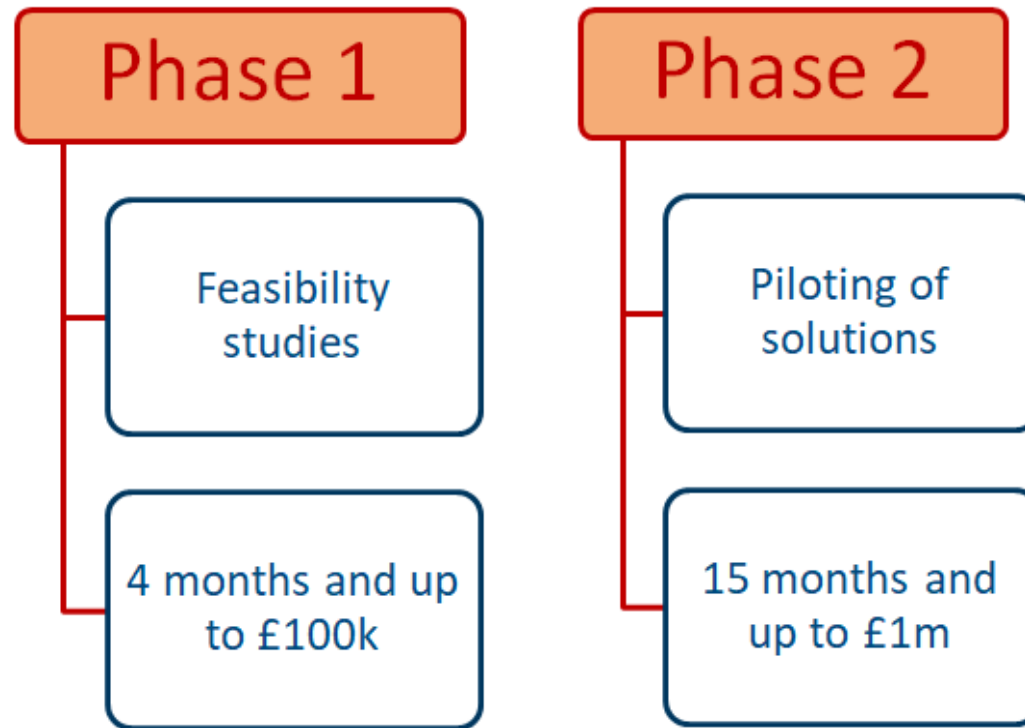 Phase 1
Feasibility
studies
4 months and up
to £100k
Phase 2
Piloting of
solutions
15 months and
up to £1m